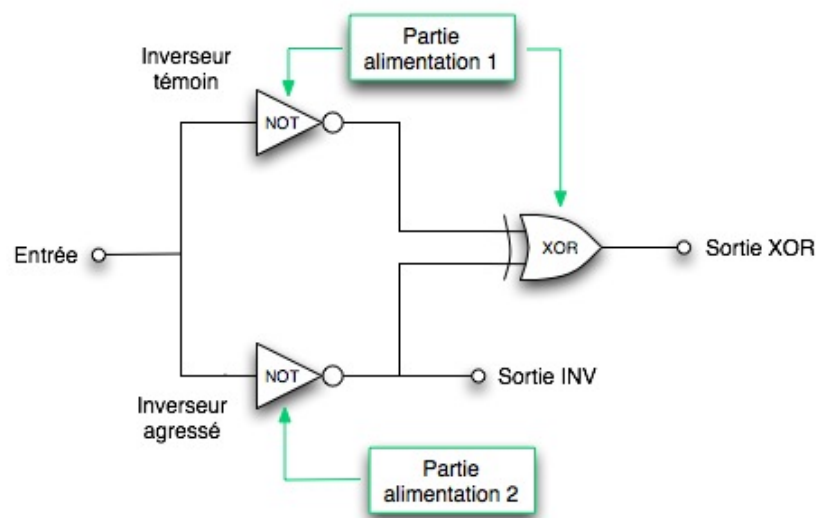 Partie
alimentation 1
Inverseur
témoin
NOT
Entrée
XOR
Sortie XOR
NOT
Sortie INV
Inverseur
agressé
Partie
alimentation 2